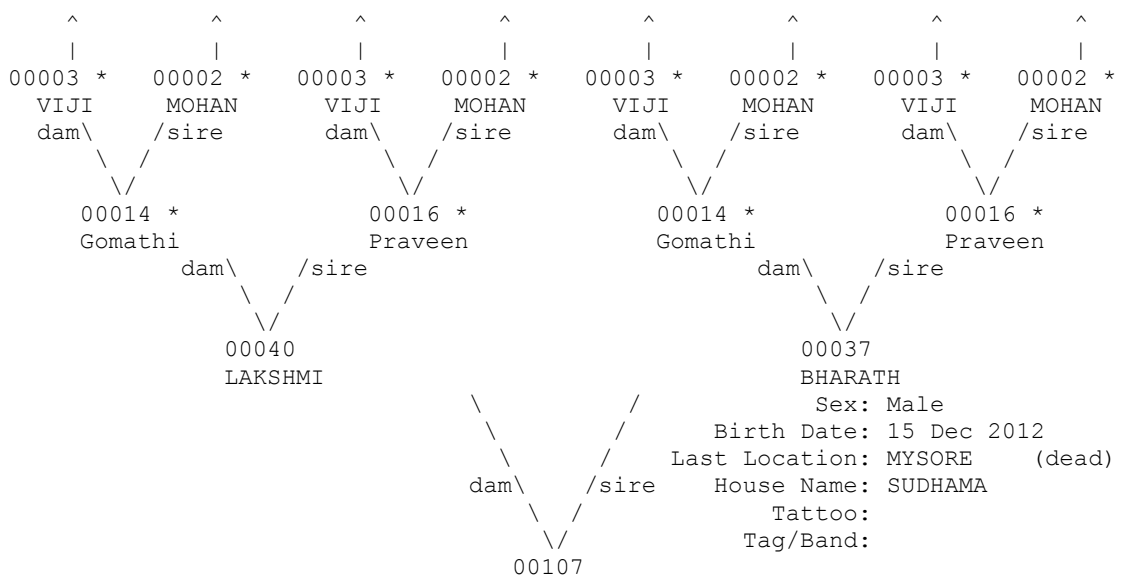 ^ ^ ^ ^ ^ ^ ^ ^
| | | | | | | |
00003 * 00002 * 00003 * 00002 * 00003 * 00002 * 00003 * 00002 *
VIJI MOHAN VIJI MOHAN VIJI MOHAN VIJI MOHAN
dam\ /sire dam\ /sire dam\ /sire dam\ /sire
\ / \ / \ / \ /
\/ \/ \/ \/
00014 * 00016 * 00014 * 00016 *
Gomathi Praveen Gomathi Praveen
dam\ /sire dam\ /sire
\ / \ /
\/ \/
00040 00037
LAKSHMI BHARATH
\ / Sex: Male
\ / Birth Date: 15 Dec 2012
\ / Last Location: MYSORE (dead)
dam\ /sire House Name: SUDHAMA
\ / Tattoo:
\/ Tag/Band:
00107